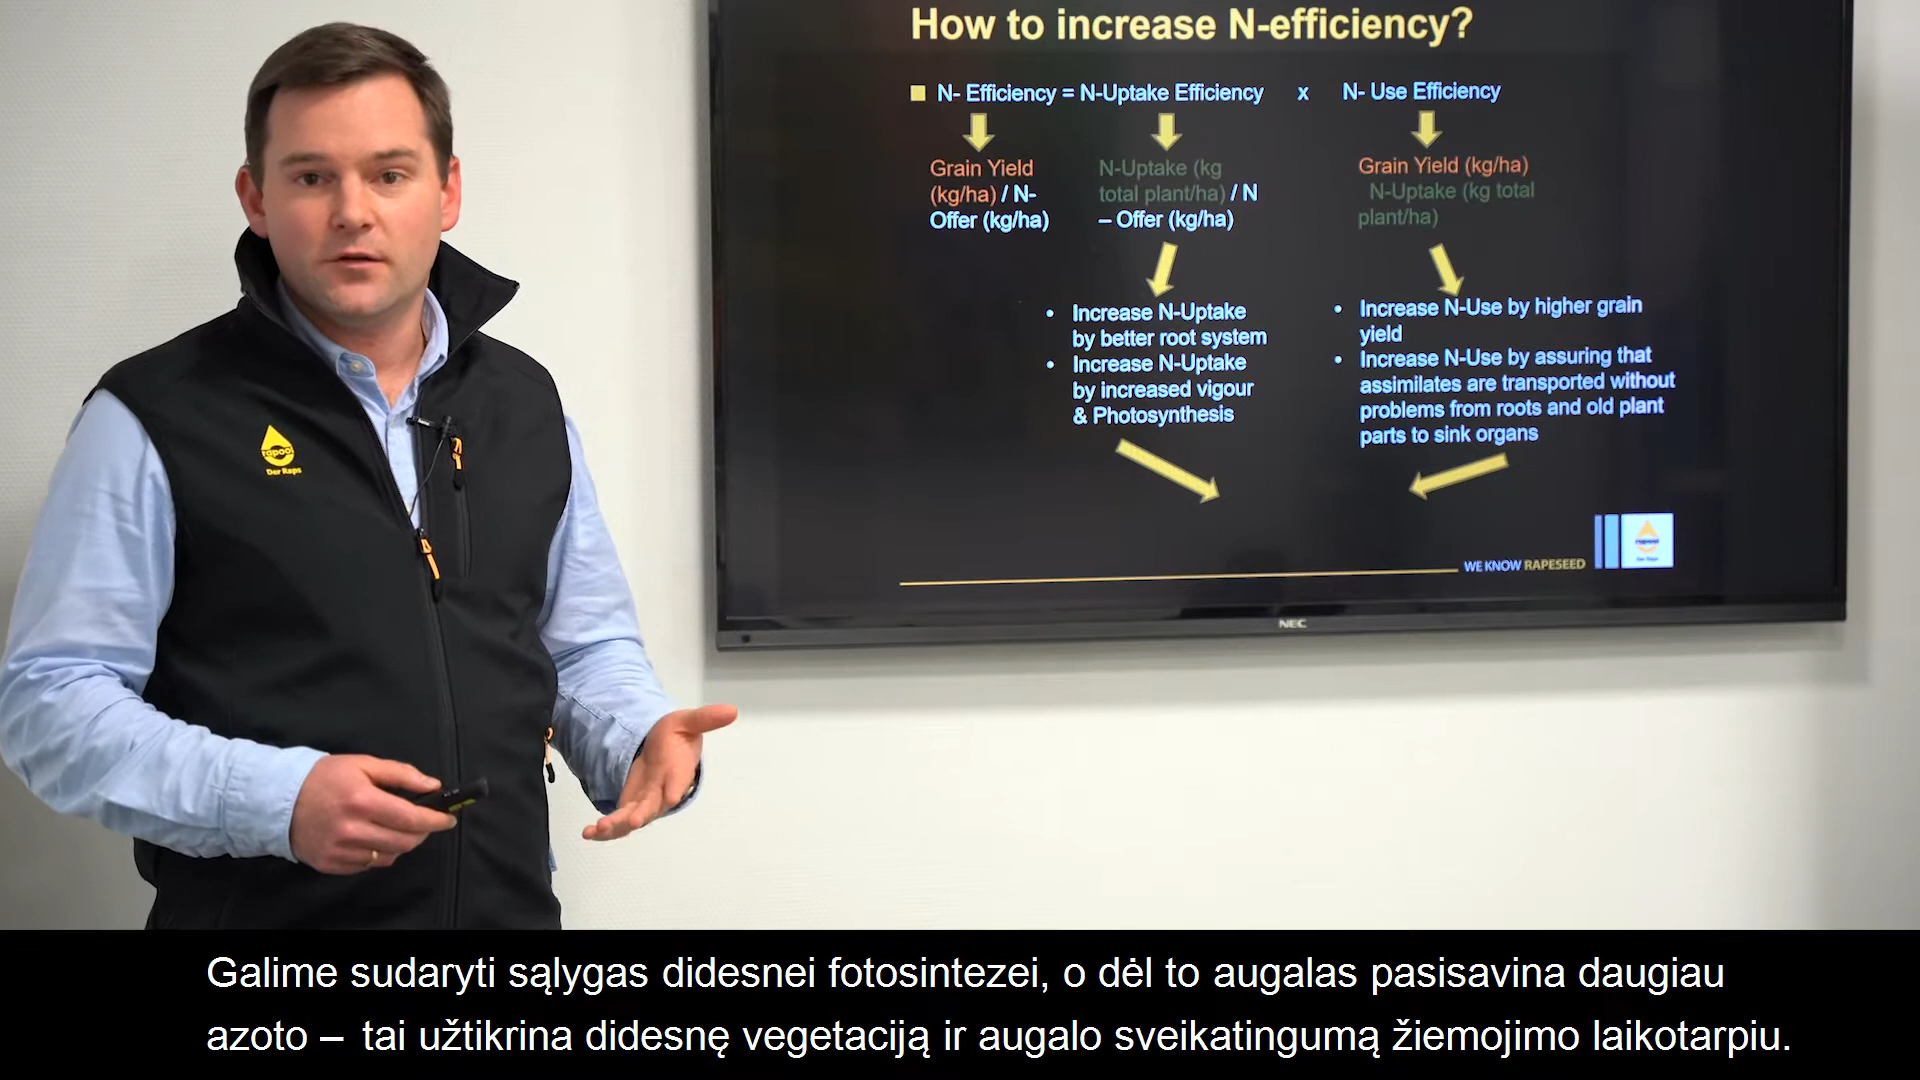 How to increase N-efficiency?
N- Efficiency = N-Uptake Efficiency x N- Use Efficiency
Grain Yield
(kg/ha) / N-
Offer (kg/ha)
N-Uptake (kg
total plant/ha) / N
– Offer (kg/ha)
Grain Yield (kg/ha)
N-Uptake (kg total
plant/ha)
• Increase N-Uptake
by better root system
• Increase N-Uptake
by increased vigour
& Photosynthesis
• Increase N-Use by higher grain
yield
• Increase N-Use by assuring that
assimilates are transported without
problems from roots and old plant
parts to sink organs
WE KNOW RAPESEED
NEC
rapool
Der Raps
Galime sudaryti sąlygas didesnei fotosintezei, o dėl to augalas pasisavina daugiau
azoto – tai užtikrina didesnę vegetaciją ir augalo sveikatingumą žiemojimo laikotarpiu.